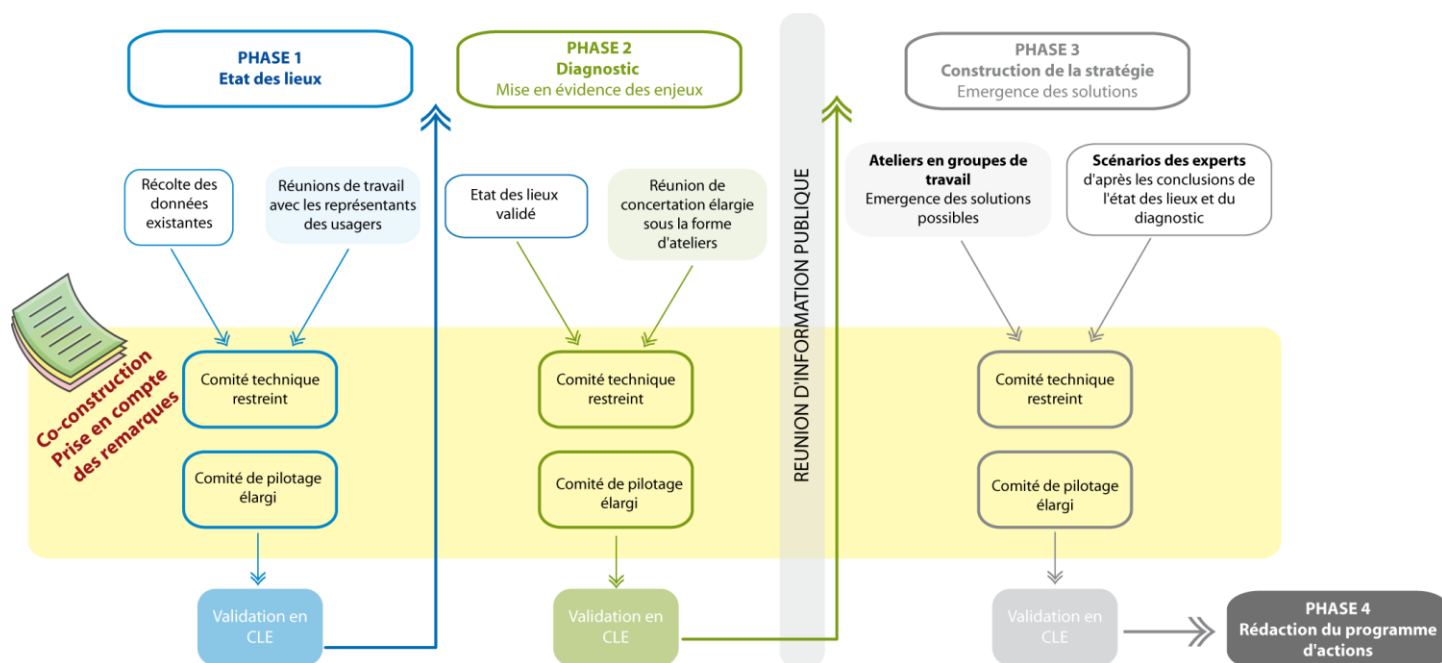 PHASE 1
Etat des lieux
PHASE 2
Diagnostic
Mise en évidence des enjeux
PHASE 3
Construction de la stratégie
Emergence des solutions
Récolte des
données
existantes
Réunions de travail
avec les représentants
des usagers
Etat des lieux
validé
Réunion de
concertation élargie
sous la forme
d'ateliers
REUNION D'INFORMATION PUBLIQUE
Ateliers en groupes de
travail
Emergence des solutions
possibles
Scénarios des experts
d'après les conclusions de
l'état des lieux et du
diagnostic
Co-construction
Prise en compte
des remarques
Comité technique
restreint
Comité technique
restreint
Comité technique
restreint
Comité de pilotage
élargi
Comité de pilotage
élargi
Comité de pilotage
élargi
Validation en
CLE
Validation en
CLE
Validation en
CLE
PHASE 4
Rédaction du programme
d'actions